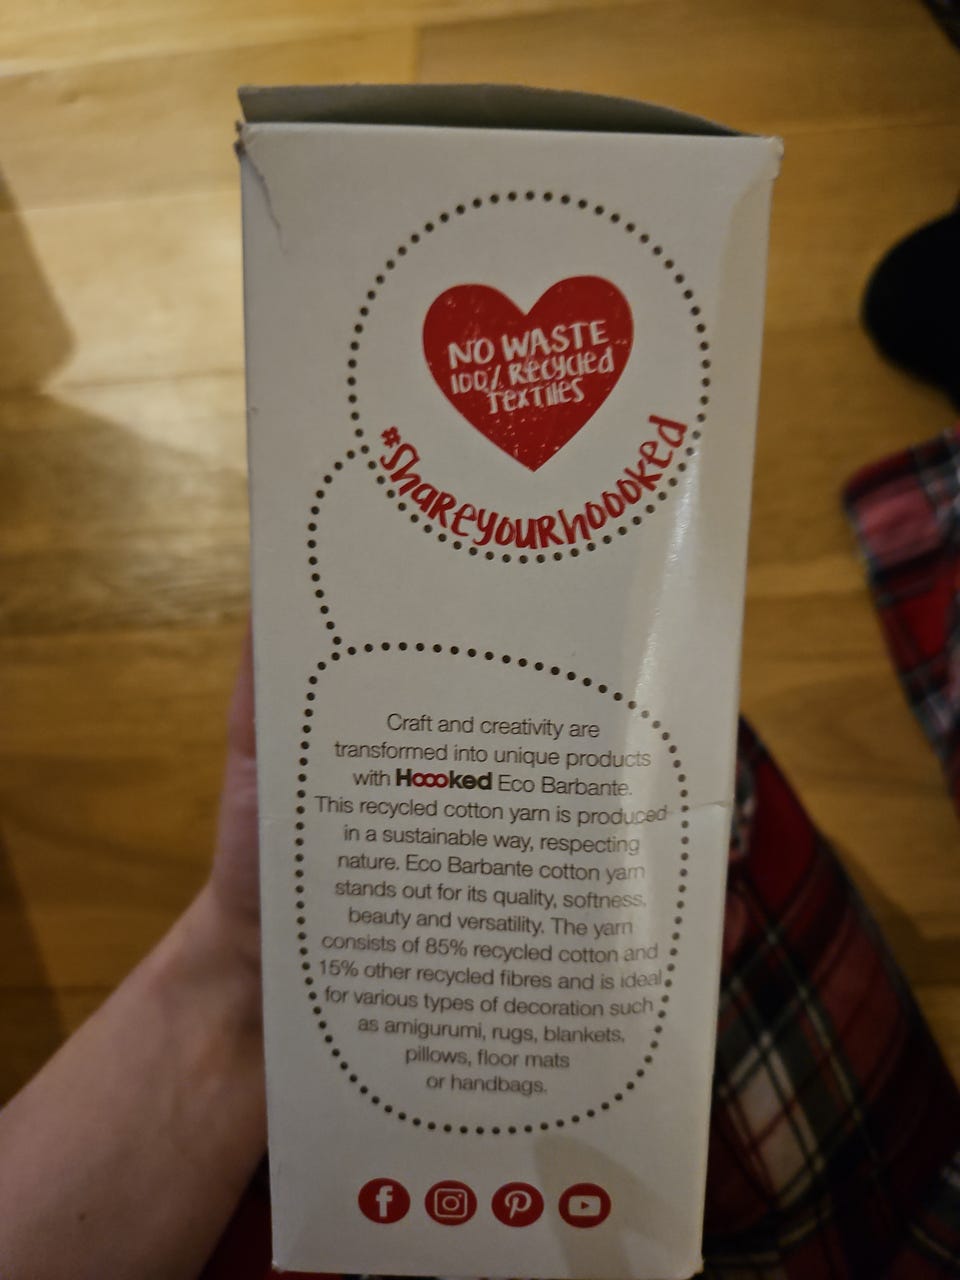 NO WASTE
100% RECYCLED
TEXTILES
#SHAREYOURHOOOKED
Craft and creativity are
transformed into unique products
with Hoooked Eco Barbante.
This recycled cotton yarn is produced
in a sustainable way, respecting
nature. Eco Barbante cotton yarn
stands out for its quality, softness,
beauty and versatility. The yarn
consists of 85% recycled cotton and
15% other recycled fibres and is ideal
for various types of decoration such
as amigurumi, rugs, blankets,
pillows, floor mats
or handbags.